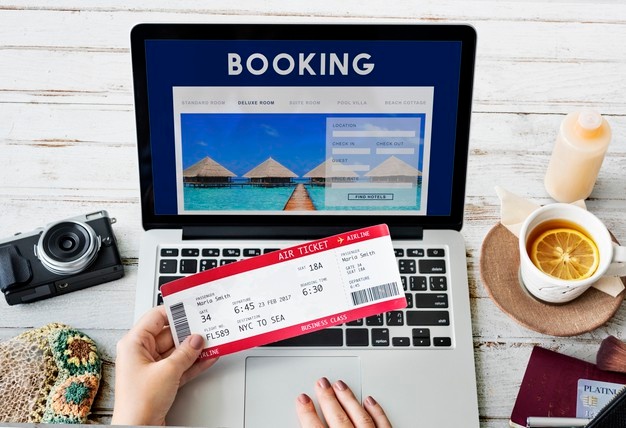 BOOKING
STANDARD ROOM DELUXE ROOM SUITE ROOM POOL VILLA BEACH COTTAGE
LOCATION
CHECK IN CHECK OUT
GUEST
FIND HOTELS
AIR TICKET AIRLINE
PASSENGER
Maria Smith
DEPARTURE
6:45 23 FEB 2017
SEAT 18A
BOARDING TIME
6:30
GATE
34
FLIGHT NO
FL589
DESTINATION
NYC TO SEA
PASSENGER
Maria Smith
GATE 34
SEAT 18A
DEPARTURE
6:45
AIRLINE BUSINESS CLASS
PLATINUM